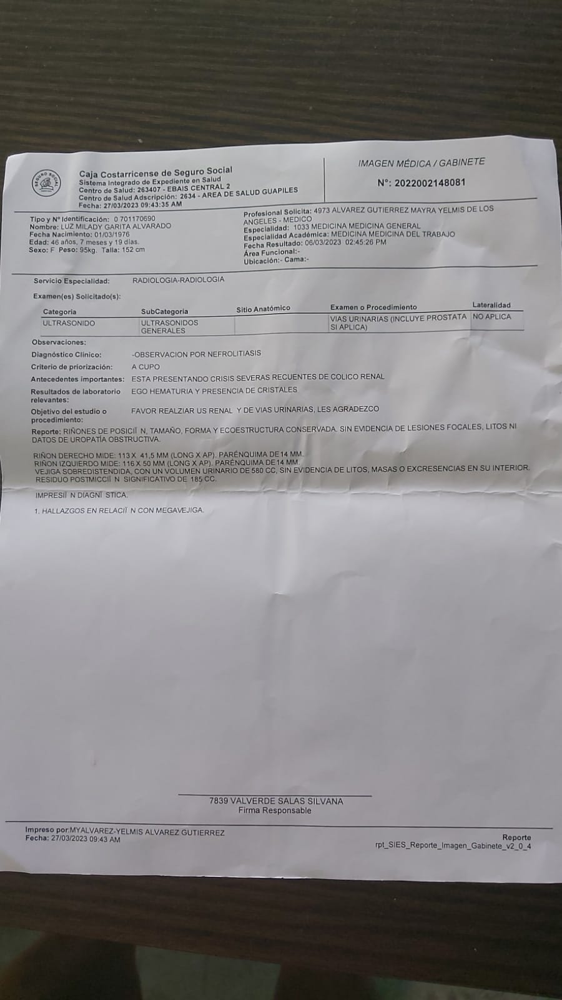 Caja Costarricense de Seguro Social
Sistema Integrado de Expediente en Salud
Centro de Salud: 263407 - EBAIS CENTRAL 2
Centro de Salud Adscripción: 2634 - AREA DE SALUD GUAPILES
Fecha: 27/03/2023 09:43:35 AM
IMAGEN MÉDICA / GABINETE
N°: 2022002148081
Tipo y N° Identificación: 0 701170690
Nombre: LUZ MILADY GARITA ALVARADO
Fecha Nacimiento: 01/03/1976
Edad: 46 años, 7 meses y 19 días.
Sexo: F Peso: 95kg. Talla: 152 cm
Profesional Solicita: 4973 ALVAREZ GUTIERREZ MAYRA YELMIS DE LOS
ANGELES - MEDICO
Especialidad: 1033 MEDICINA MEDICINA GENERAL
Especialidad Académica: MEDICINA MEDICINA DEL TRABAJO
Fecha Resultado: 06/03/2023 02:45:26 PM
Área Funcional:-
Ubicación:- Cama:-
Servicio Especialidad: RADIOLOGIA-RADIOLOGIA
Examen(es) Solicitado(s):
Categoria SubCategoria Sitio Anatómico Examen o Procedimiento Lateralidad
ULTRASONIDO ULTRASONIDOS GENERALES VIAS URINARIAS (INCLUYE PROSTATA SI APLICA) NO APLICA
Observaciones:
Diagnóstico Clínico: -OBSERVACION POR NEFROLITIASIS
Criterio de priorización: A CUPO
Antecedentes importantes: ESTA PRESENTANDO CRISIS SEVERAS RECUENTES DE COLICO RENAL
Resultados de laboratorio relevantes: EGO HEMATURIA Y PRESENCIA DE CRISTALES
Objetivo del estudio o procedimiento: FAVOR REALZIAR US RENAL Y DE VIAS URINARIAS, LES AGRADEZCO
Reporte: RIÑONES DE POSICIÏ N, TAMAÑO, FORMA Y ECOESTRUCTURA CONSERVADA. SIN EVIDENCIA DE LESIONES FOCALES, LITOS NI
DATOS DE UROPATÍA OBSTRUCTIVA.
RIÑON DERECHO MIDE: 113 X 41,5 MM (LONG X AP). PARÉNQUIMA DE 14 MM.
RIÑON IZQUIERDO MIDE: 116 X 50 MM (LONG X AP). PARÉNQUIMA DE 14 MM.
VEJIGA SOBREDISTENDIDA, CON UN VOLUMEN URINARIO DE 580 CC, SIN EVIDENCIA DE LITOS, MASAS O EXCRESENCIAS EN SU INTERIOR.
RESIDUO POSTMICCIÏ N SIGNIFICATIVO DE 185 CC.
IMPRESIÏ N DIAGNÏ STICA.
1. HALLAZGOS EN RELACIÏ N CON MEGAVEJIGA.
7839 VALVERDE SALAS SILVANA
Firma Responsable
Impreso por:MYALVAREZ-YELMIS ALVAREZ GUTIERREZ
Fecha: 27/03/2023 09:43 AM
Reporte
rpt_SIES_Reporte_Imagen_Gabinete_v2_0_4